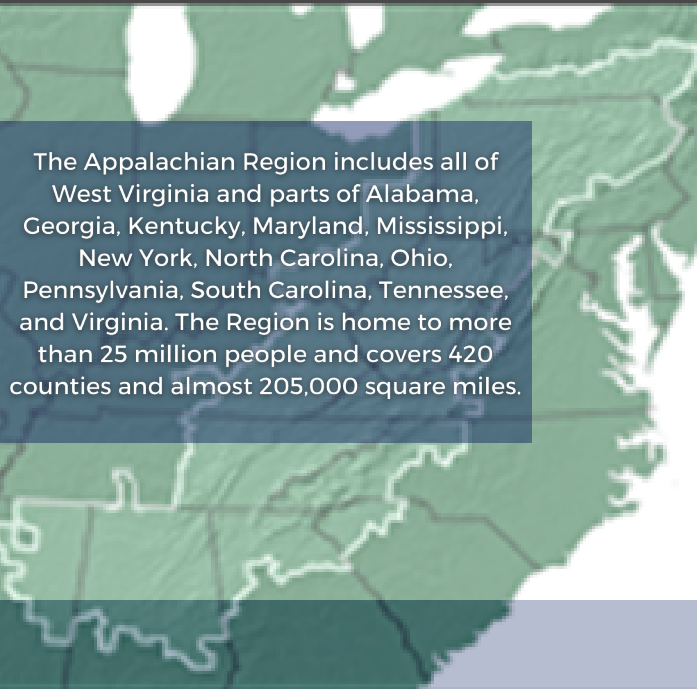 The Appalachian Region includes all of
West Virginia and parts of Alabama,
Georgia, Kentucky, Maryland, Mississippi,
New York, North Carolina, Ohio,
Pennsylvania, South Carolina, Tennessee,
and Virginia. The Region is home to more
than 25 million people and covers 420
counties and almost 205,000 square miles.